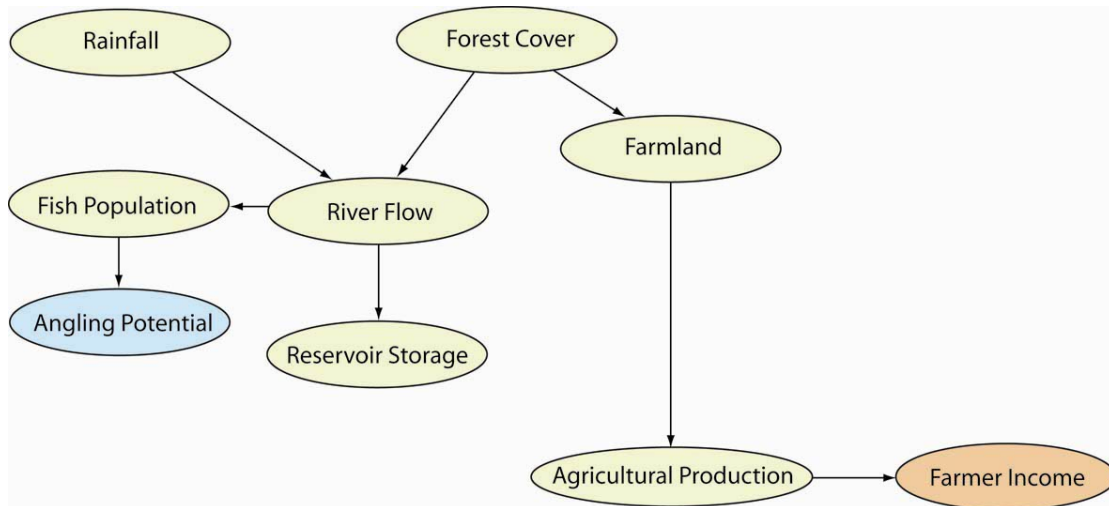 Rainfall
Forest Cover
Farmland
Fish Population
River Flow
Angling Potential
Reservoir Storage
Agricultural Production
Farmer Income